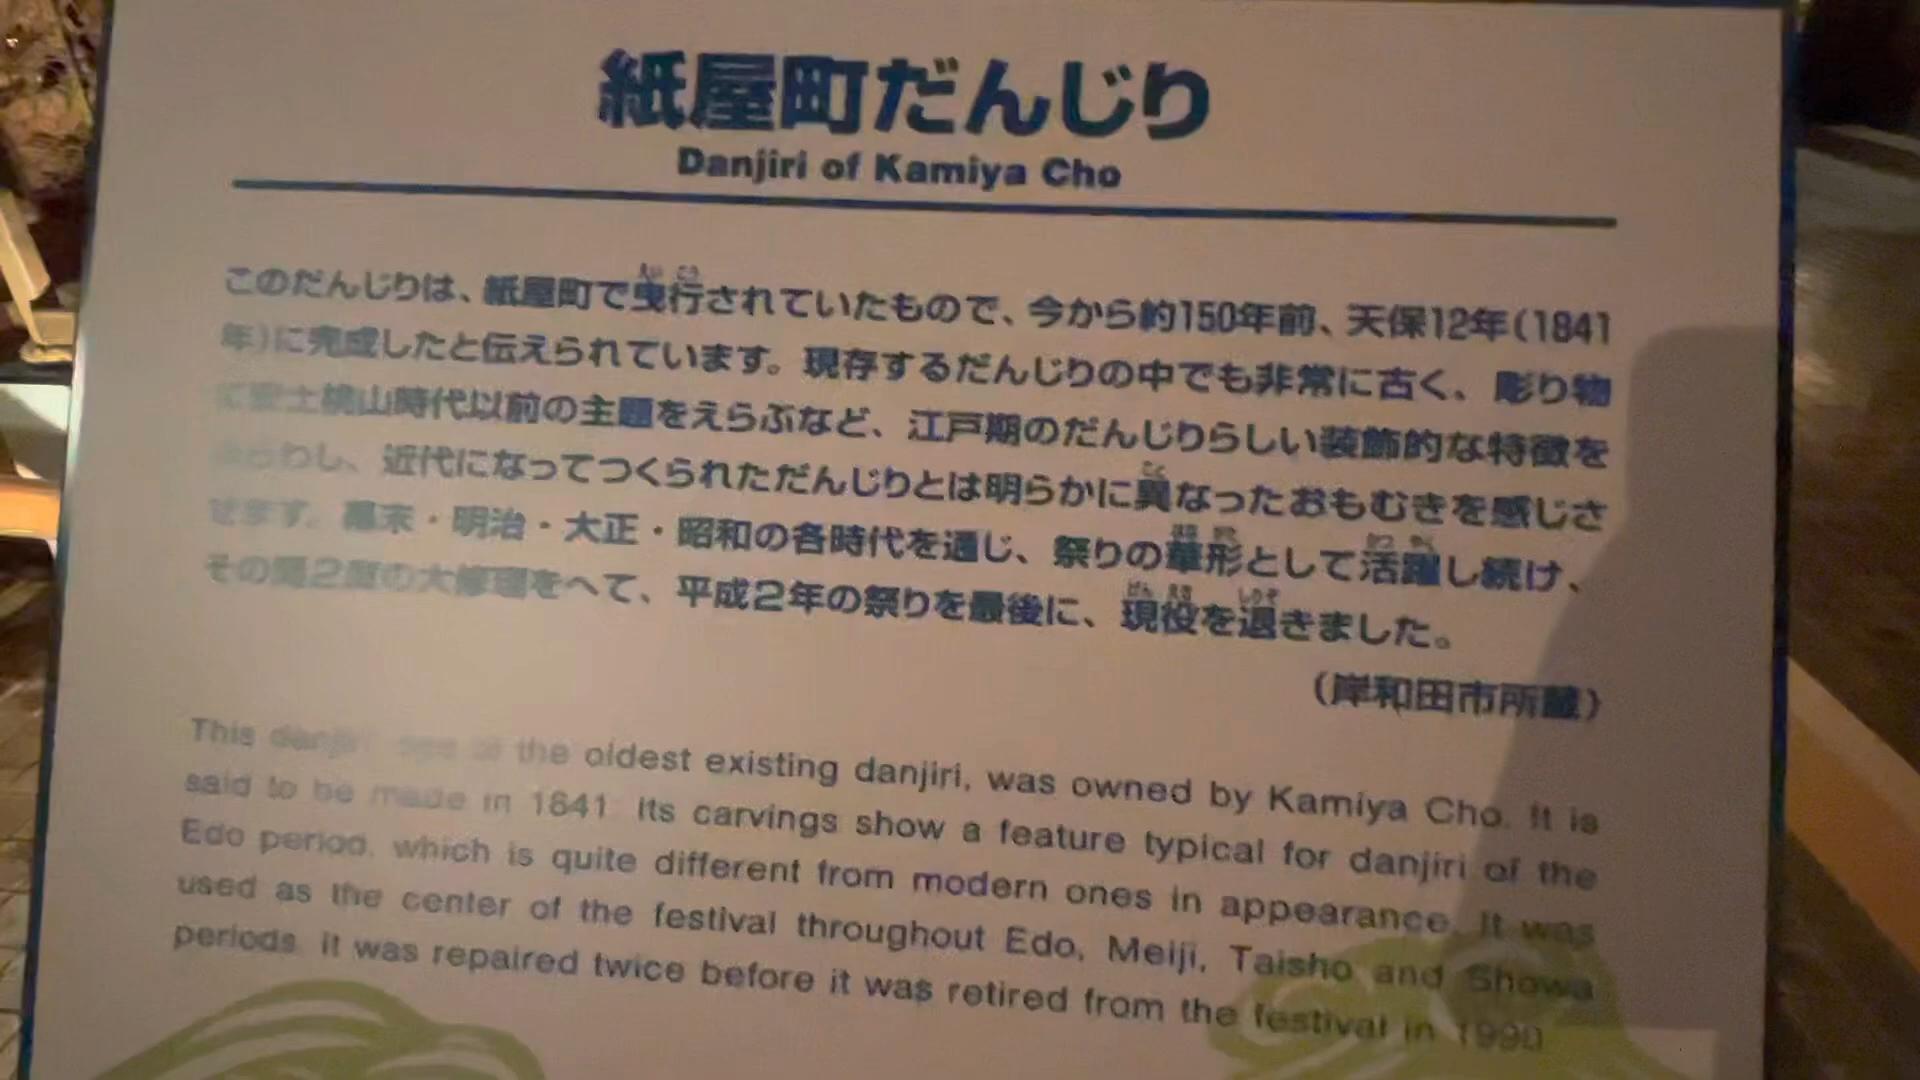 紙屋町だんじり
Danjiri of Kamiya Cho
このだんじりは、紙屋町で曳行されていたもので、今から約150年前、天保12年(1841
年)に完成したと伝えられています。現存するだんじりの中でも非常に古く、彫り物
に安土桃山時代以前の主題をえらぶなど、江戸期のだんじりらしい装飾的な特徴を
あらわし、近代になってつくられただんじりとは明らかに異なったおもむきを感じさ
せます。幕末・明治・大正・昭和の各時代を通じ、祭りの華形として活躍し続け、
その間2度の大修理をへて、平成2年の祭りを最後に、現役を退きました。
(岸和田市所蔵)
This danjiri, the oldest existing danjiri, was owned by Kamiya Cho. It is
said to be made in 1841. Its carvings show a feature typical for danjiri of the
Edo period, which is quite different from modern ones in appearance. It was
used as the center of the festival throughout Edo, Meiji, Taisho and Showa
periods. It was repaired twice before it was retired from the festival in 1990